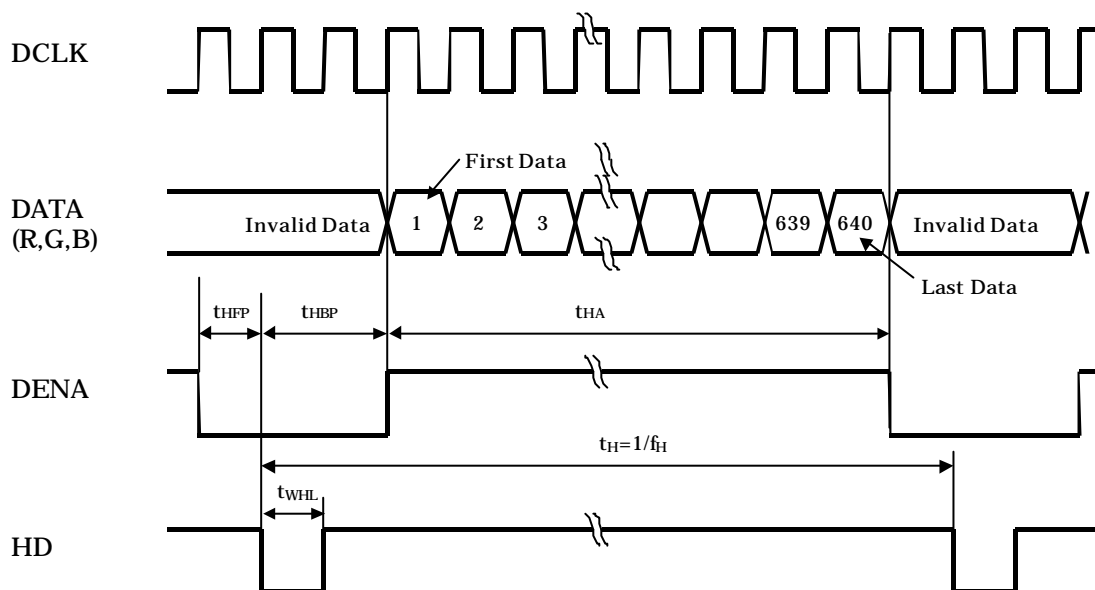 DCLK
First Data
DATA
(R,G,B)
Invalid Data 1 2 3 639 640 Invalid Data
Last Data
tHFP tHBP tHA
DENA
tH=1/fH
tWHL
HD